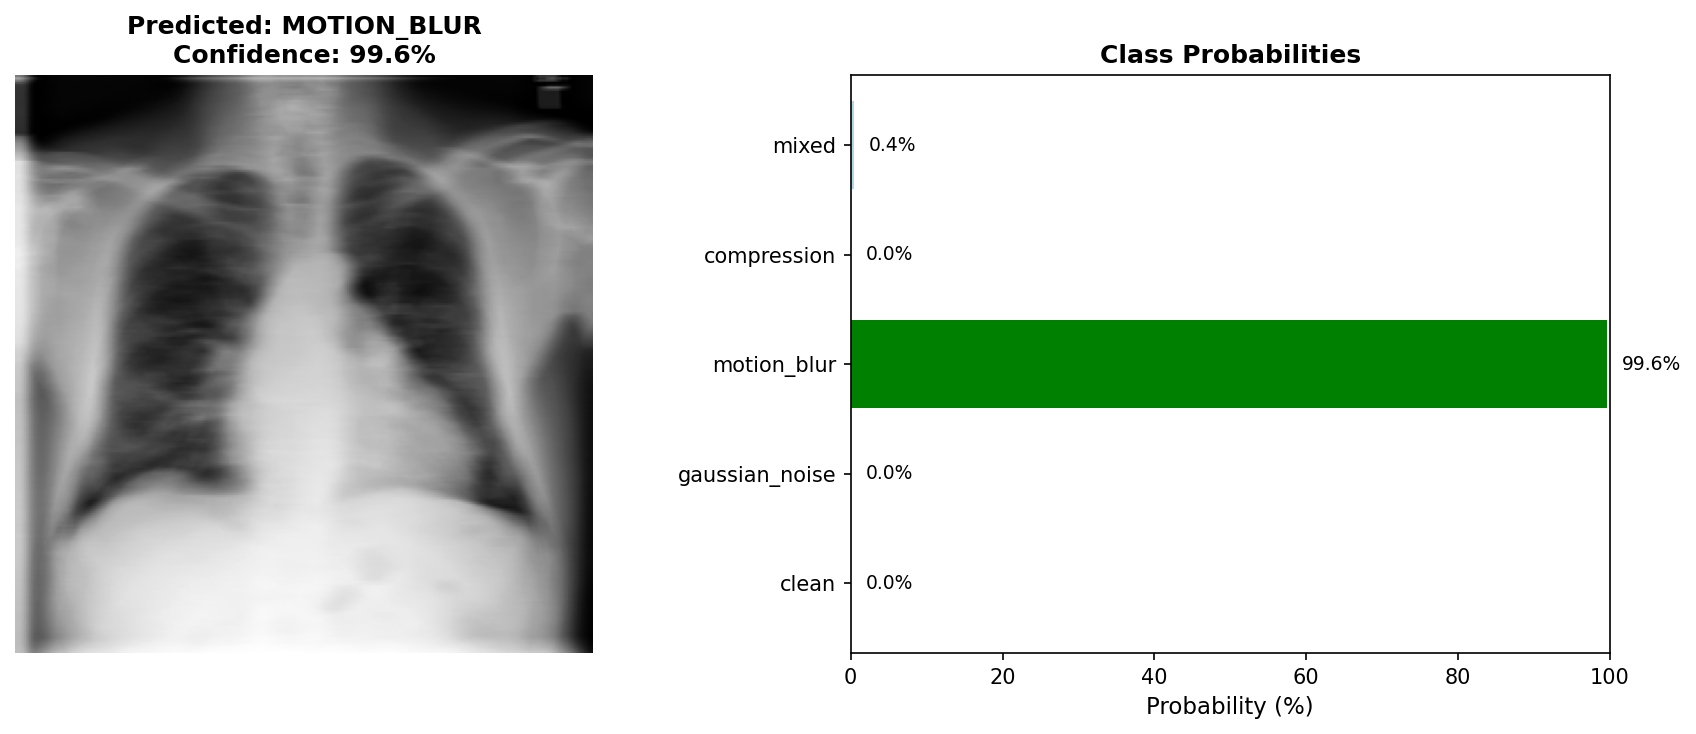 Predicted: MOTION_BLUR
Confidence: 99.6%
Class Probabilities
mixed
0.4%
compression
0.0%
motion_blur
99.6%
gaussian_noise
0.0%
clean
0.0%
0 20 40 60 80 100
Probability (%)